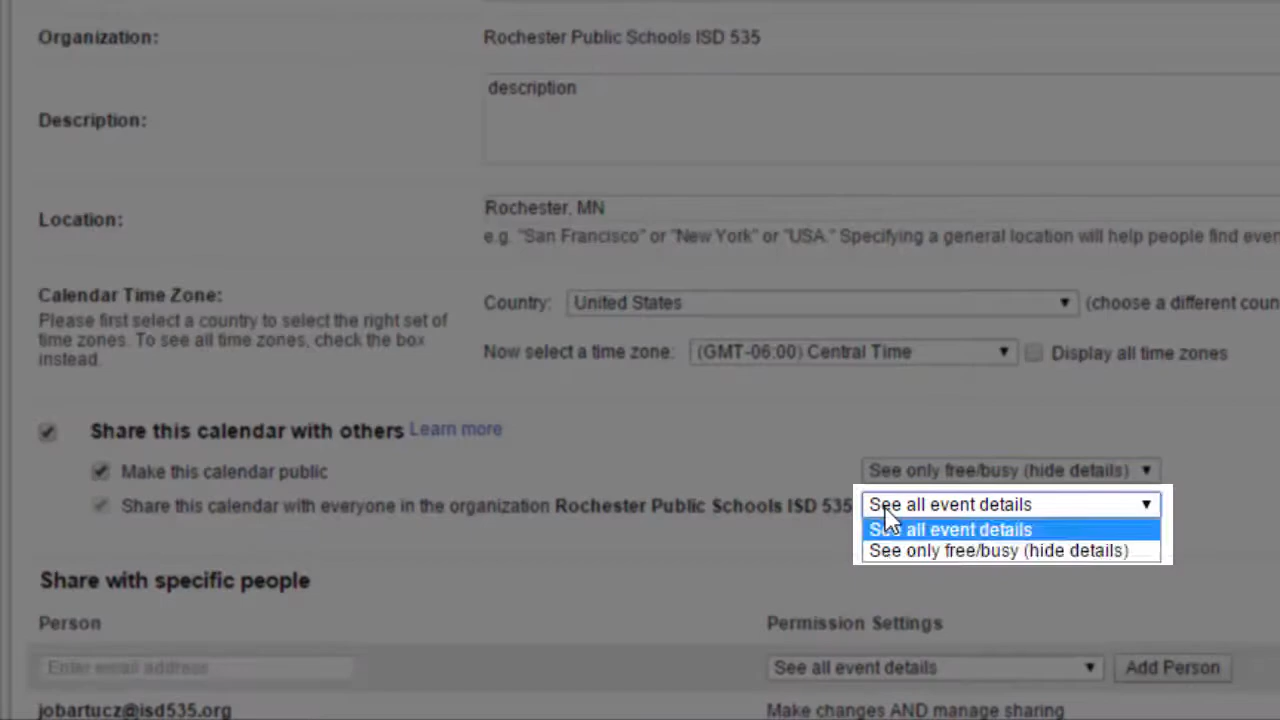 Organization:
Rochester Public Schools ISD 535
description
Description:
Location:
Rochester, MN
e.g. "San Francisco" or "New York" or "USA." Specifying a general location will help people find even
Calendar Time Zone:
Please first select a country to select the right set of
time zones. To see all time zones, check the box
instead.
Country: United States (choose a different coun
Now select a time zone: (GMT-06:00) Central Time Display all time zones
Share this calendar with others Learn more
Make this calendar public See only free/busy (hide details)
Share this calendar with everyone in the organization Rochester Public Schools ISD 535 See all event details
See all event details
See only free/busy (hide details)
Share with specific people
Person Permission Settings
Enter email address See all event details Add Person
jobartucz@isd535.org Make changes AND manage sharing